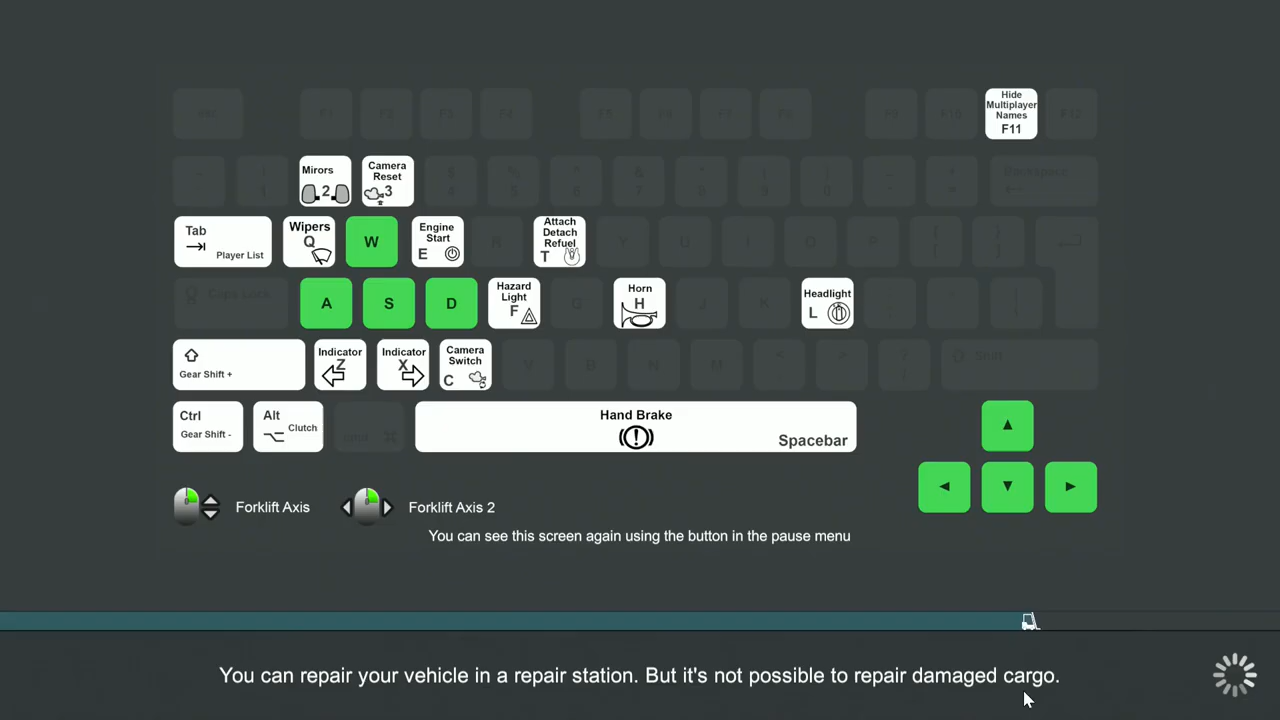 Hide
Multiplayer
Names
F11
Mirors
2
Camera
Reset
3
Tab
Player List
Wipers
Q
W
Engine
Start
E
Attach
Detach
Refuel
T
A
S
D
Hazard
Light
F
Horn
H
Headlight
L
Gear Shift +
Indicator
Z
Indicator
X
Camera
Switch
C
Ctrl
Gear Shift -
Alt
Clutch
Hand Brake
Spacebar
Forklift Axis
Forklift Axis 2
You can see this screen again using the button in the pause menu
You can repair your vehicle in a repair station. But it's not possible to repair damaged cargo.